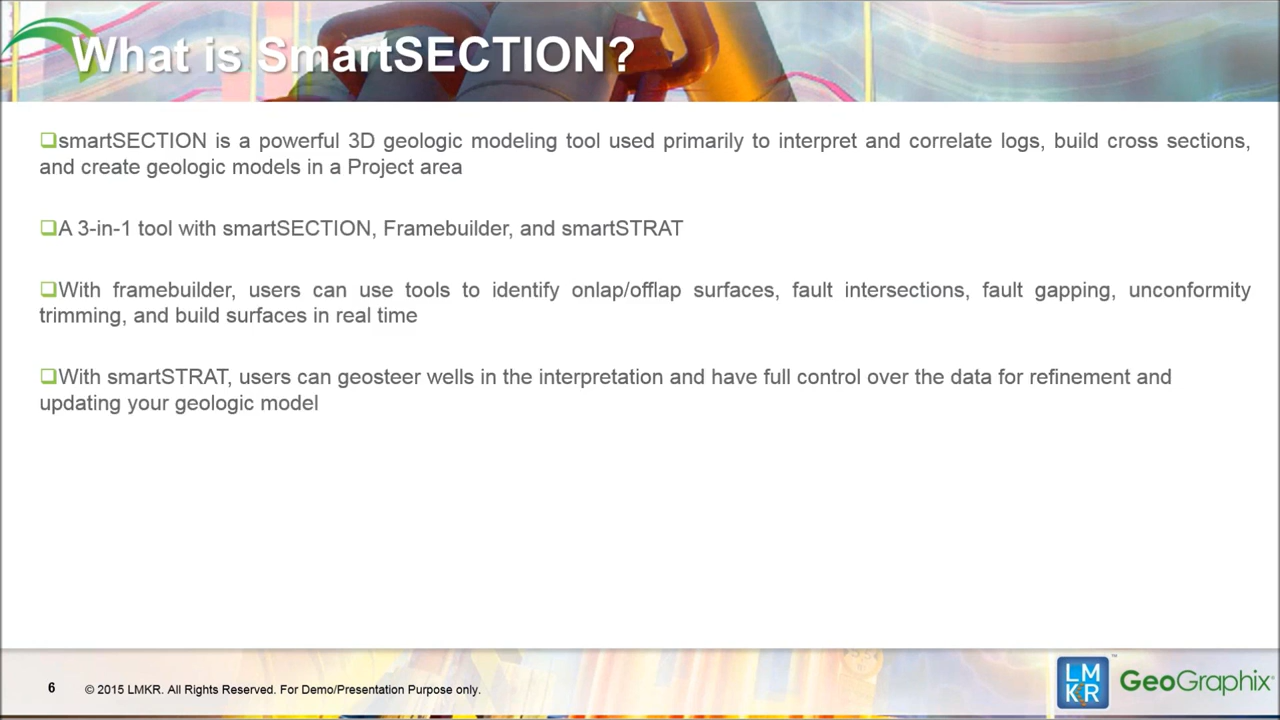 What is SmartSECTION?
❑smartSECTION is a powerful 3D geologic modeling tool used primarily to interpret and correlate logs, build cross sections,
and create geologic models in a Project area
❑A 3-in-1 tool with smartSECTION, Framebuilder, and smartSTRAT
❑With framebuilder, users can use tools to identify onlap/offlap surfaces, fault intersections, fault gapping, unconformity
trimming, and build surfaces in real time
❑With smartSTRAT, users can geosteer wells in the interpretation and have full control over the data for refinement and
updating your geologic model
6
© 2015 LMKR. All Rights Reserved. For Demo/Presentation Purpose only.
LM
KR
™
GeoGraphix®